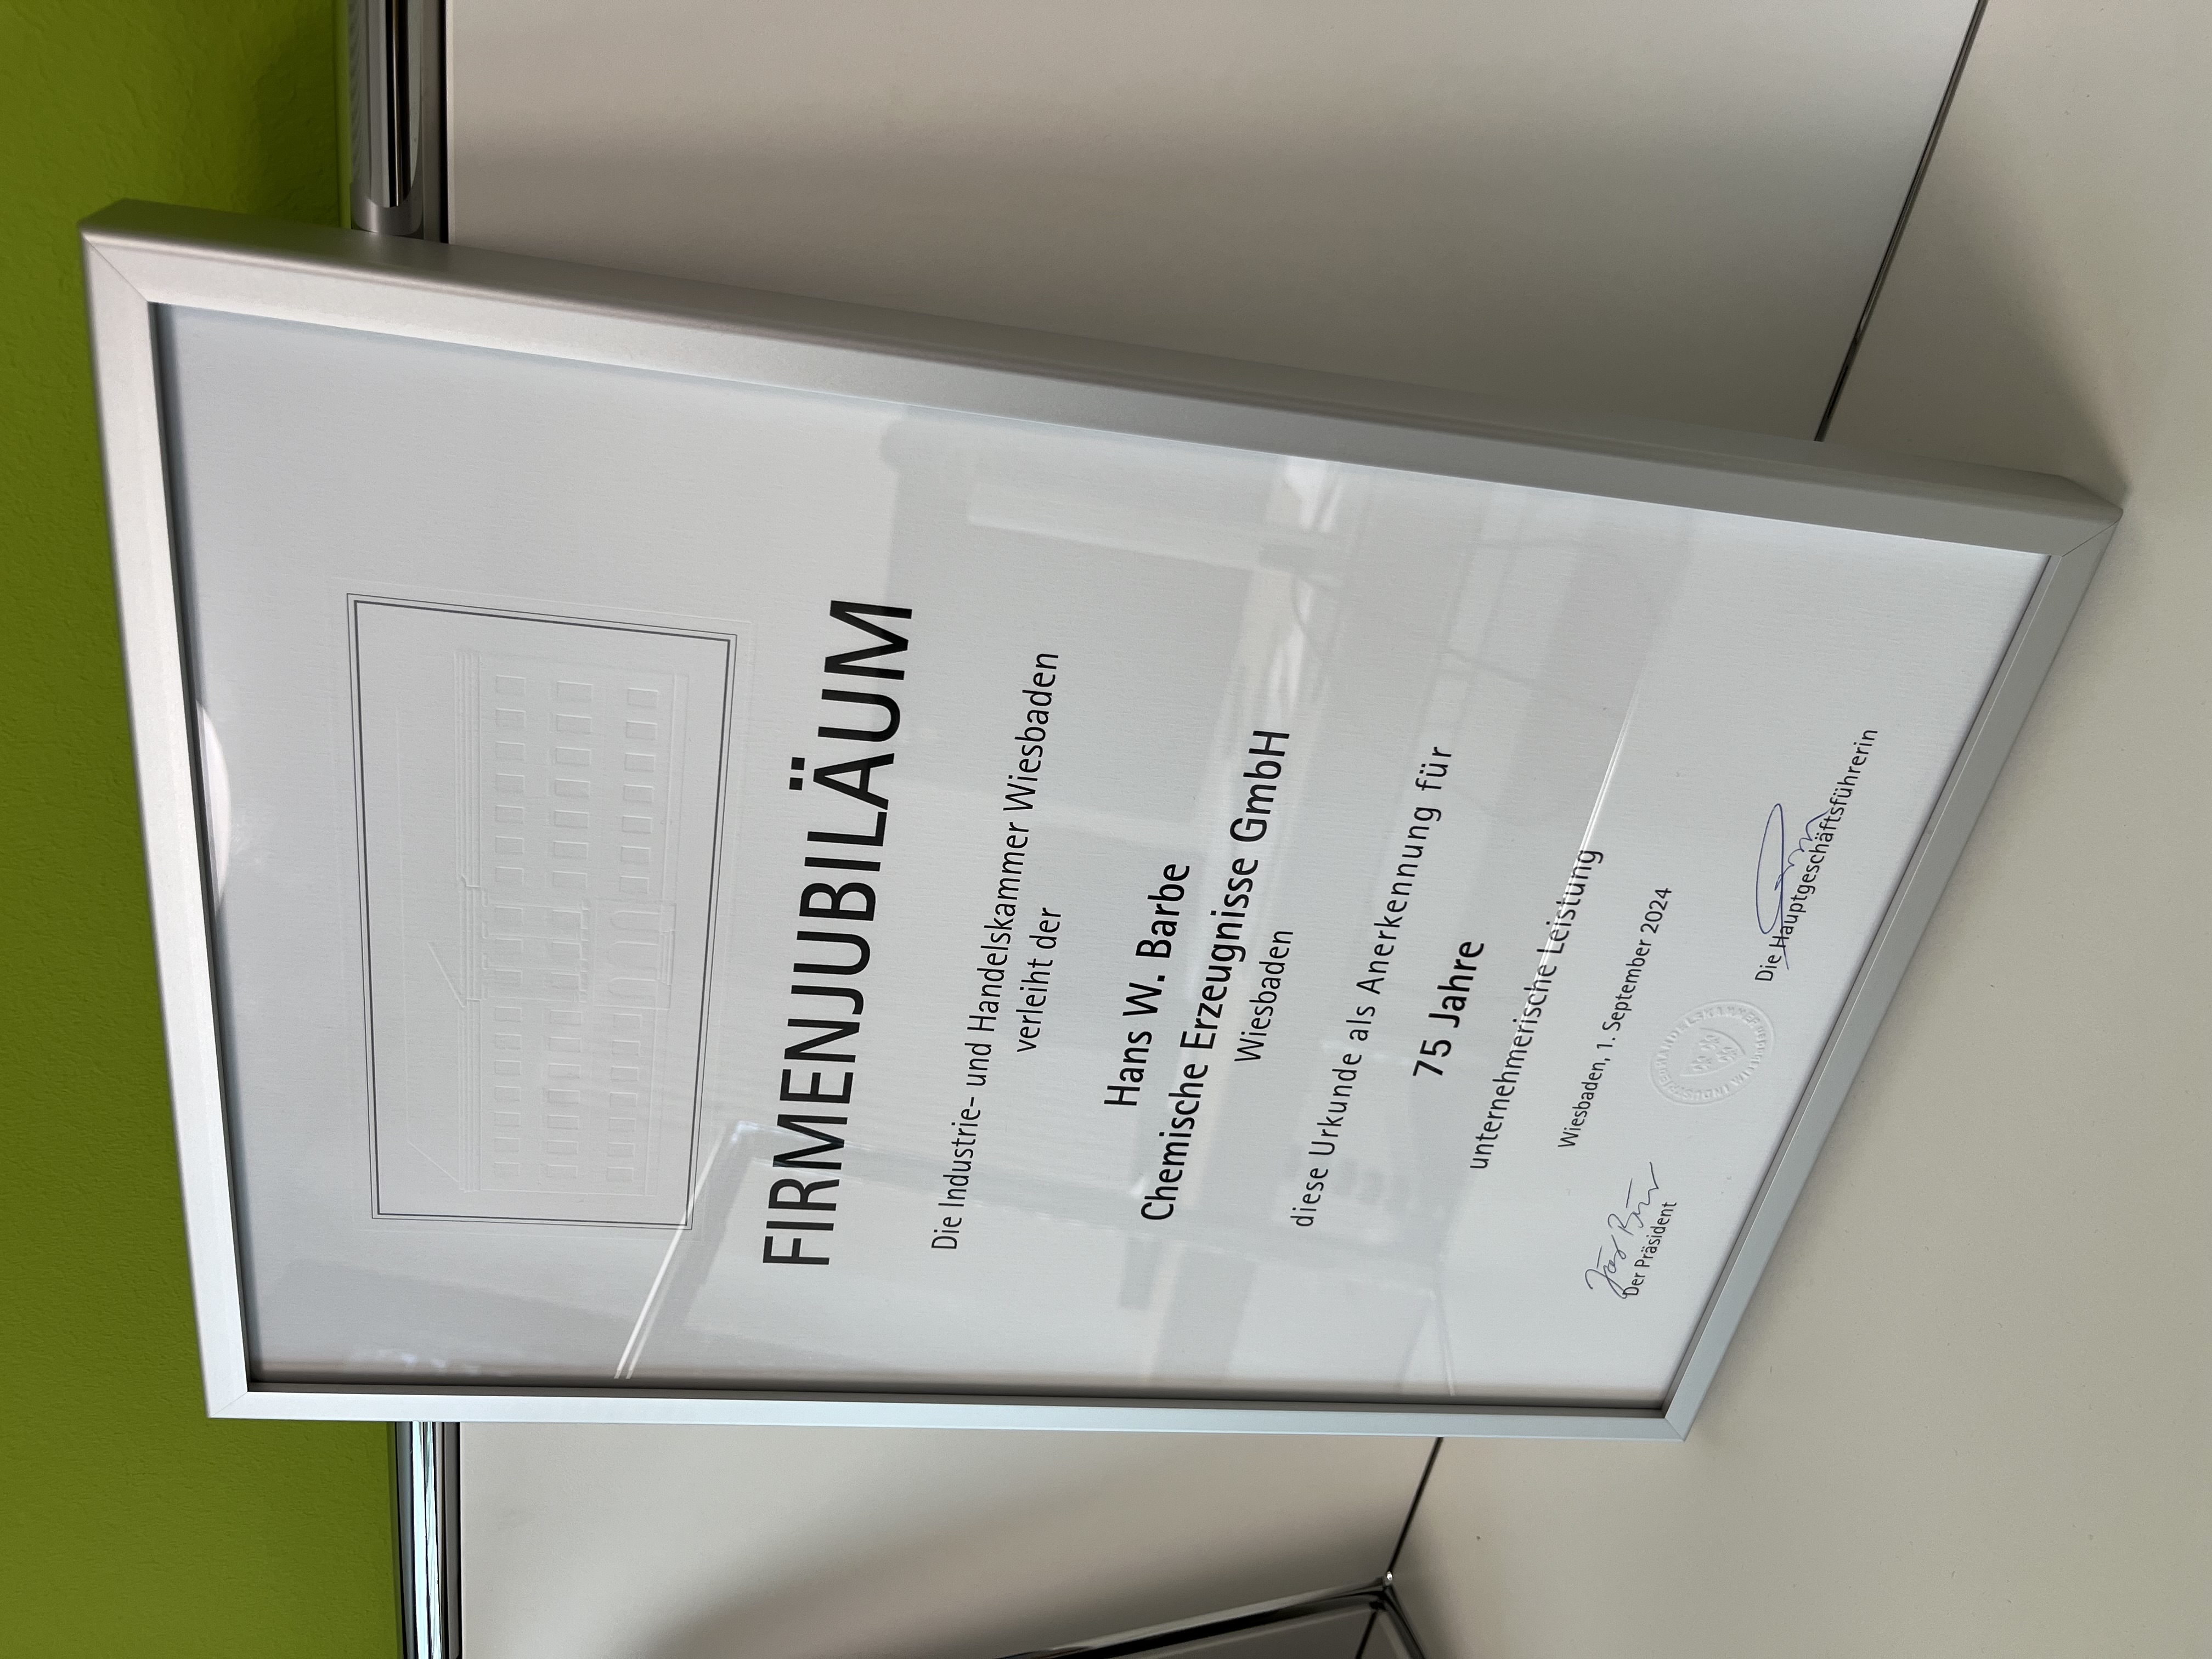 FIRMENJUBILÄUM
Die Industrie- und Handelskammer Wiesbaden
verleiht der
Hans W. Barbe
Chemische Erzeugnisse GmbH
Wiesbaden
diese Urkunde als Anerkennung für
75 Jahre
unternehmerische Leistung
Wiesbaden, 1. September 2024
Der Präsident
Die Hauptgeschäftsführerin